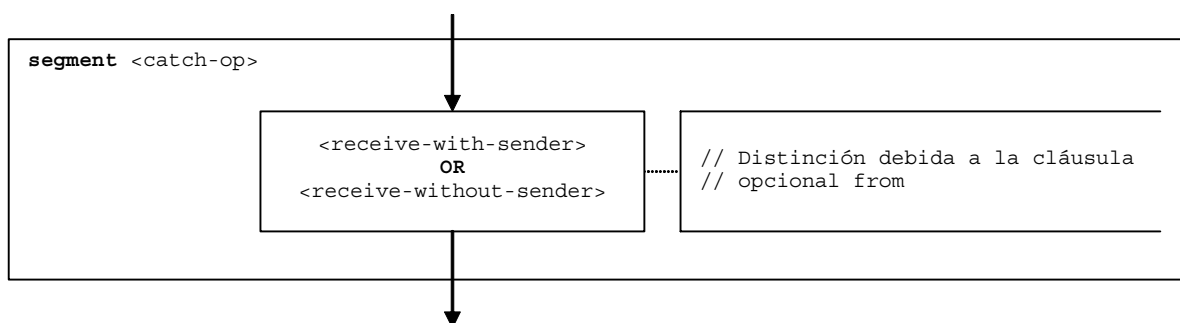 segment <catch-op>
<receive-with-sender>
OR
<receive-without-sender>
// Distinción debida a la cláusula
// opcional from